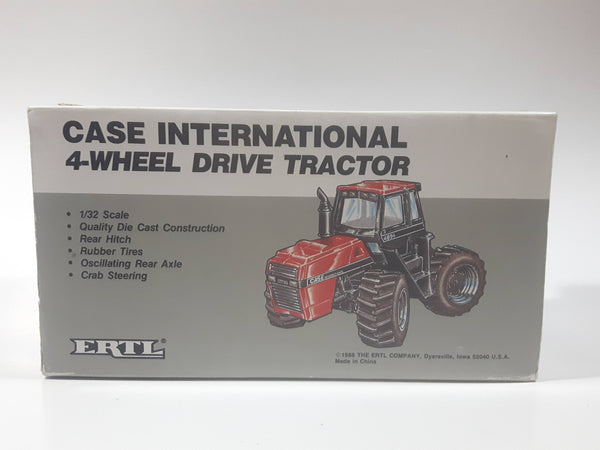 CASE INTERNATIONAL
4-WHEEL DRIVE TRACTOR
• 1/32 Scale
• Quality Die Cast Construction
• Rear Hitch
• Rubber Tires
• Oscillating Rear Axle
• Crab Steering
CASE
ERTL
©1988 THE ERTL COMPANY, Dyersville, Iowa 52040 U.S.A.
Made in China